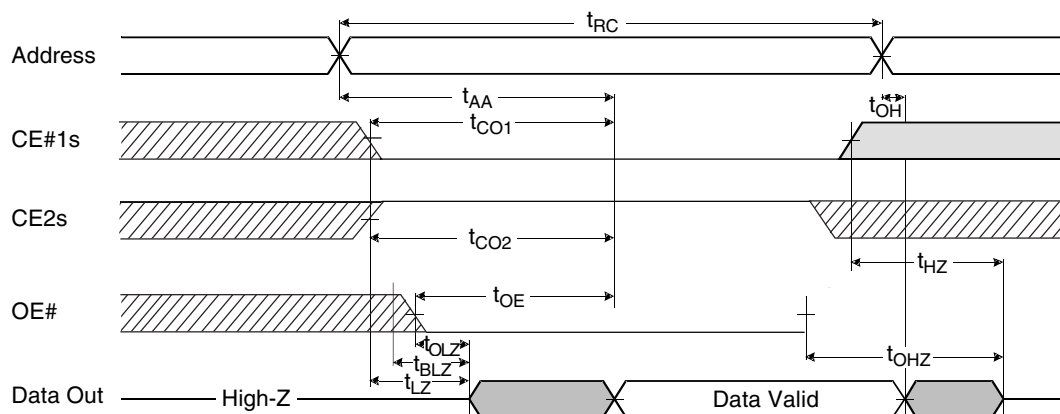 tRC
Address
tAA
tOH
CE#1s
tCO1
CE2s
tCO2
tHZ
OE#
tOE
tOLZ
tBLZ
tOHZ
tLZ
Data Out
High-Z
Data Valid